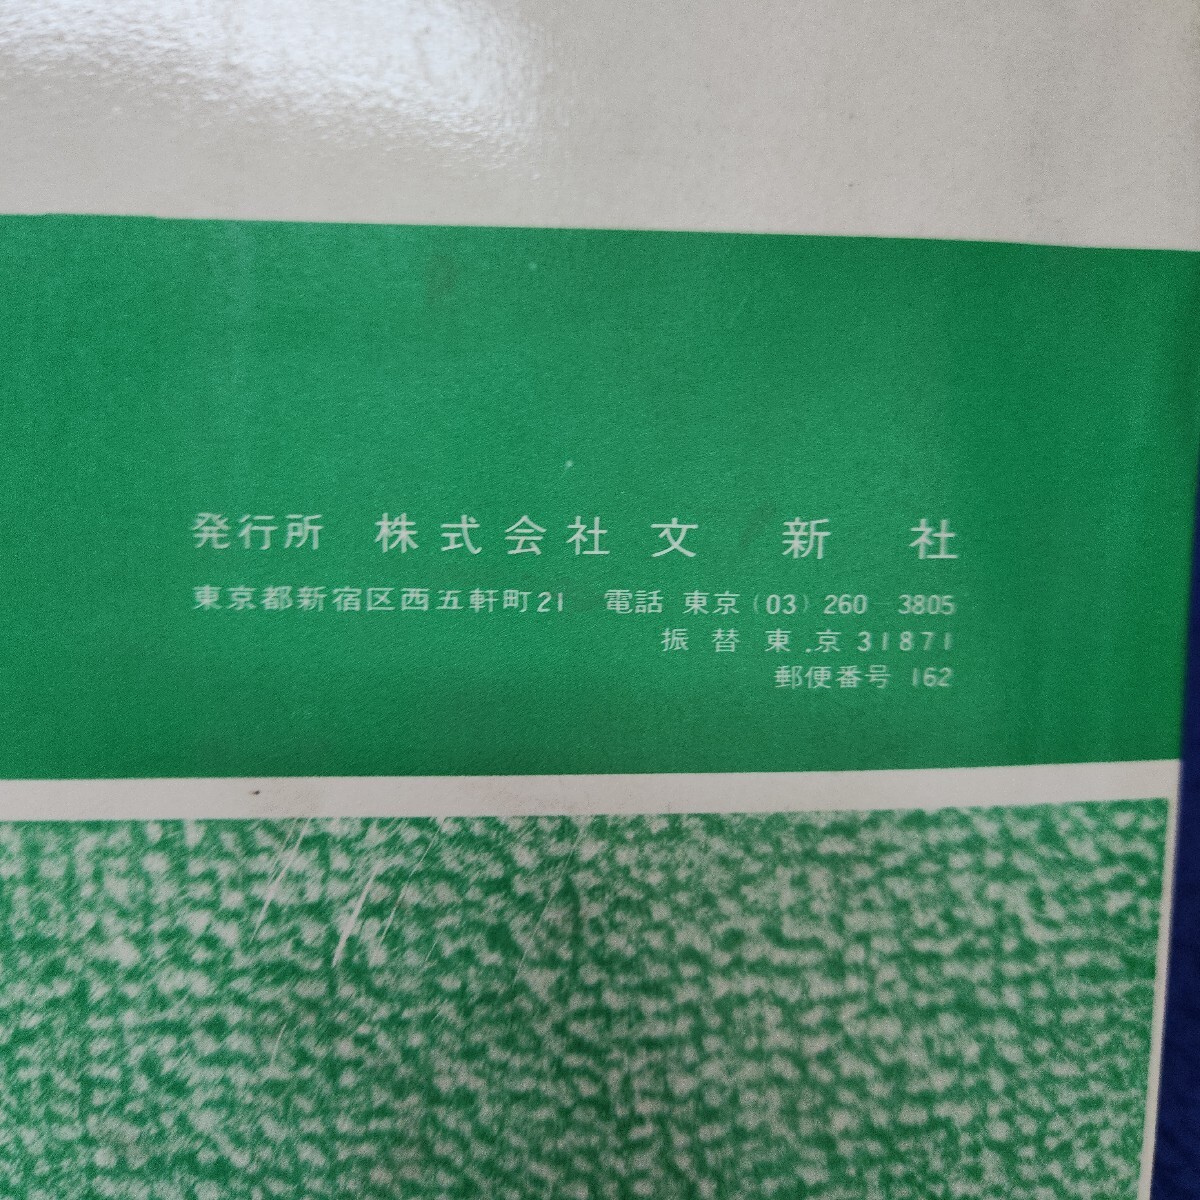 発行所 株式会社 文新社
東京都新宿区西五軒町21 電話 東京(03)260-3805
振替 東京31871
郵便番号 162